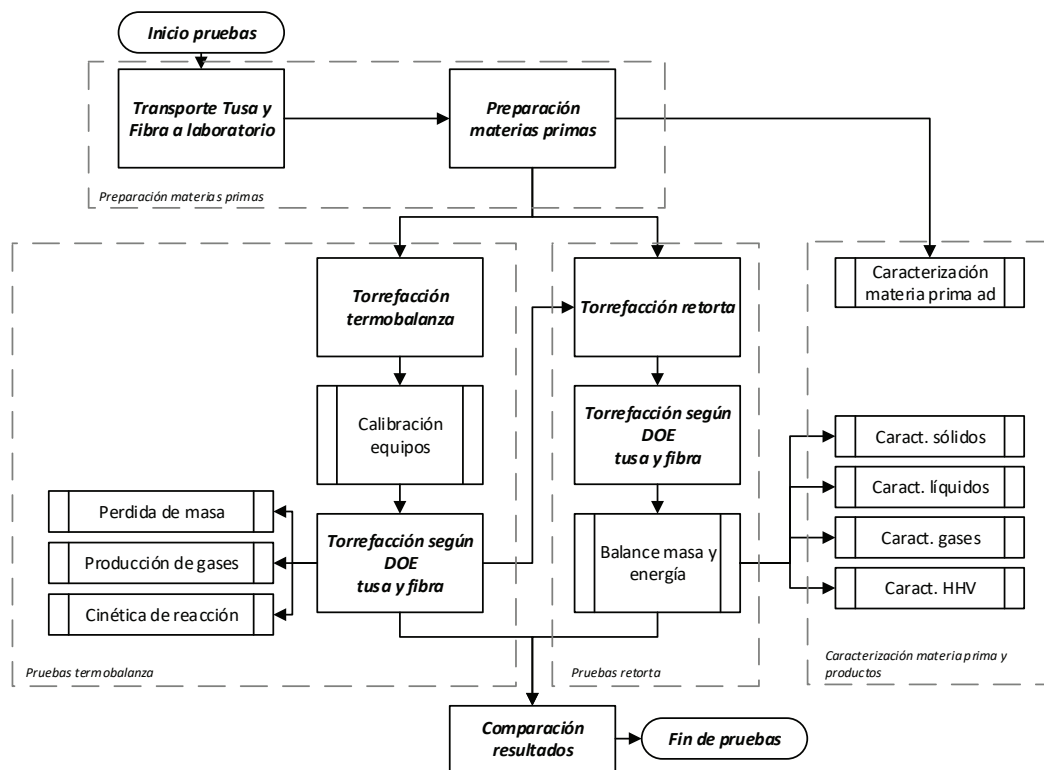 Inicio pruebas
Transporte Tusa y
Fibra a laboratorio
Preparación
materias primas
Preparación materias primas
Torrefacción
termobalanza
Torrefacción retorta
Caracterización
materia prima ad
Calibración
equipos
Torrefacción según
DOE
tusa y fibra
Caract. sólidos
Caract. líquidos
Caract. gases
Caract. HHV
Perdida de masa
Producción de gases
Cinética de reacción
Torrefacción según
DOE
tusa y fibra
Balance masa y
energía
Pruebas termobalanza
Pruebas retorta
Caracterización materia prima y
productos
Comparación
resultados
Fin de pruebas